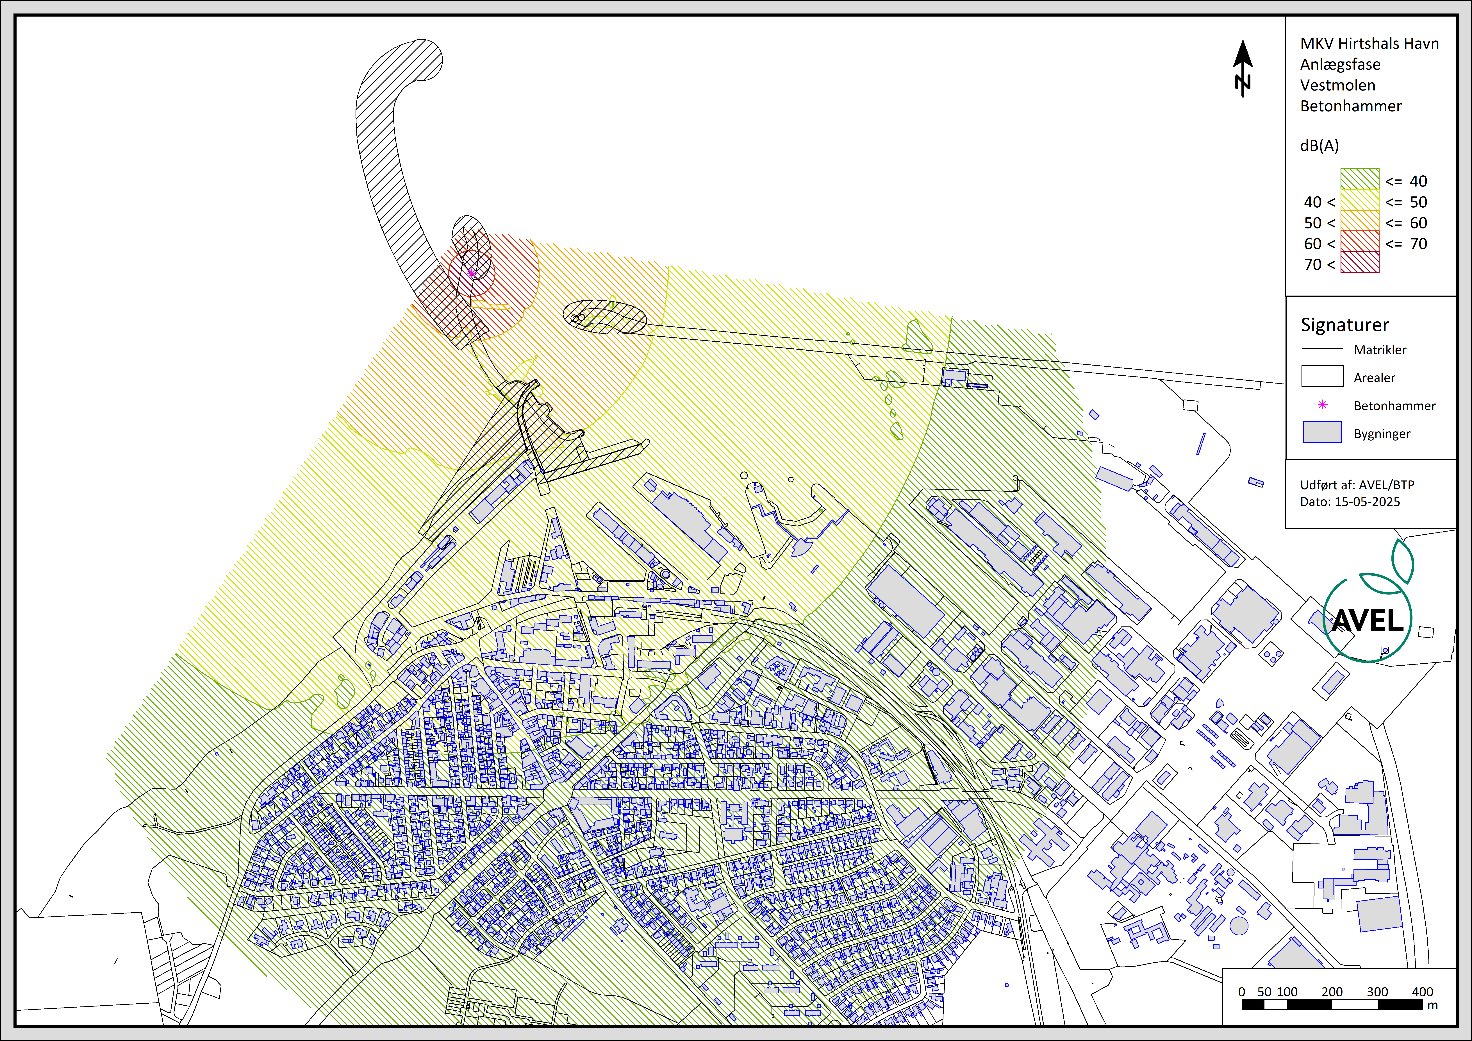 MKV Hirtshals Havn
Anlægsfase
Vestmolen
Betonhammer
dB(A)
<= 40
40 < <= 50
50 < <= 60
60 < <= 70
70 <
Signaturer
Matrikler
Arealer
Betonhammer
Bygninger
Udført af: AVEL/BTP
Dato: 15-05-2025
N
AVEL
0 50 100 200 300 400
m